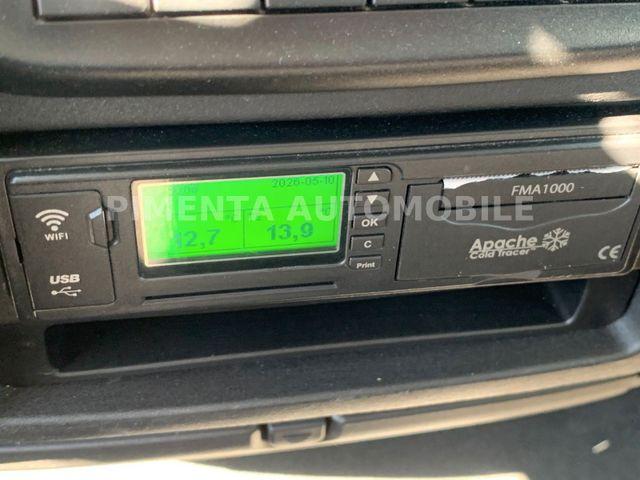 2026-05-10
WIFI
USB
12,7 13,9
OK
C
Print
FMA1000
Apache
Cold Tracer
CE
PIMENTA AUTOMOBILE